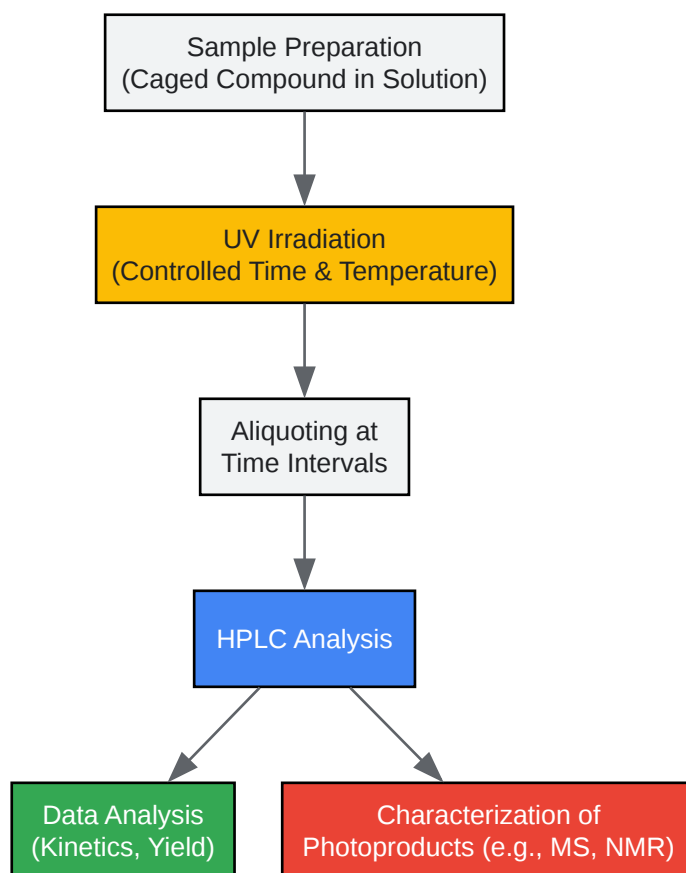 Sample Preparation
(Caged Compound in Solution)
UV Irradiation
(Controlled Time & Temperature)
Aliquoting at
Time Intervals
HPLC Analysis
Data Analysis
(Kinetics, Yield)
Characterization of
Photoproducts (e.g., MS, NMR)